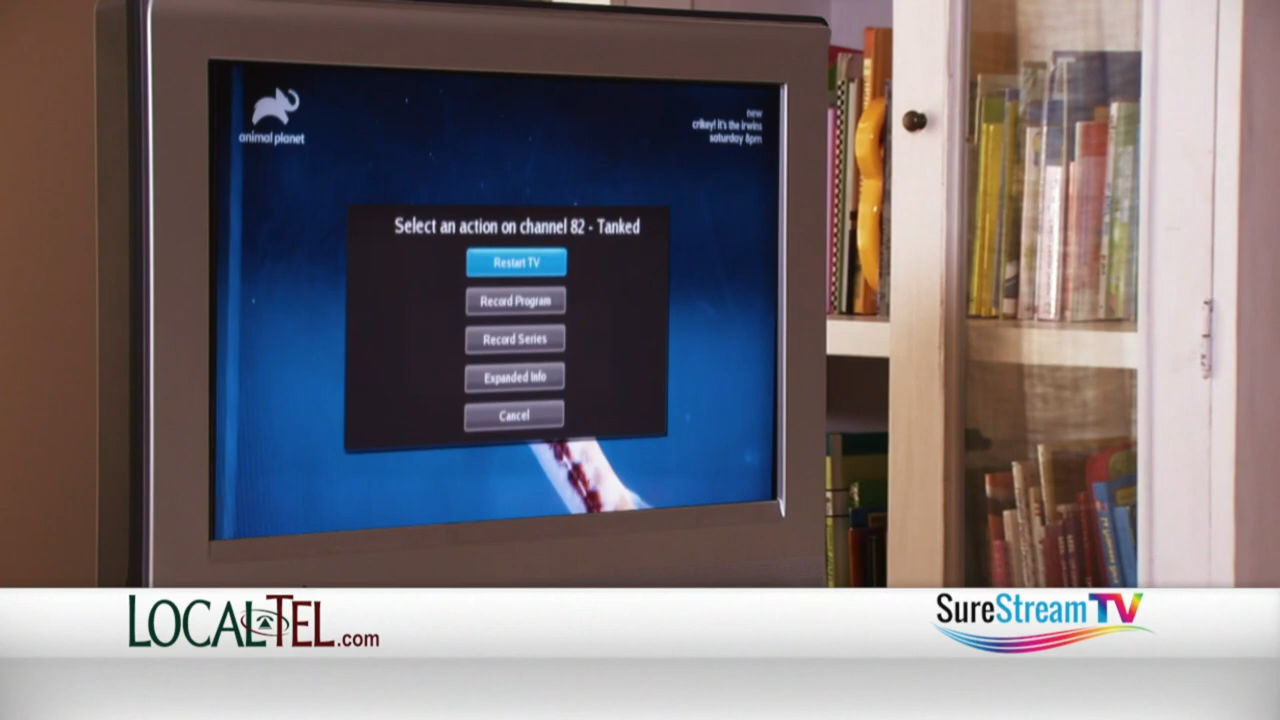 animal planet
new
crikey! it's the irwins
saturday 8pm
Select an action on channel 82 - Tanked
Restart TV
Record Program
Record Series
Expanded Info
Cancel
LOCALTEL.com
SureStreamTV